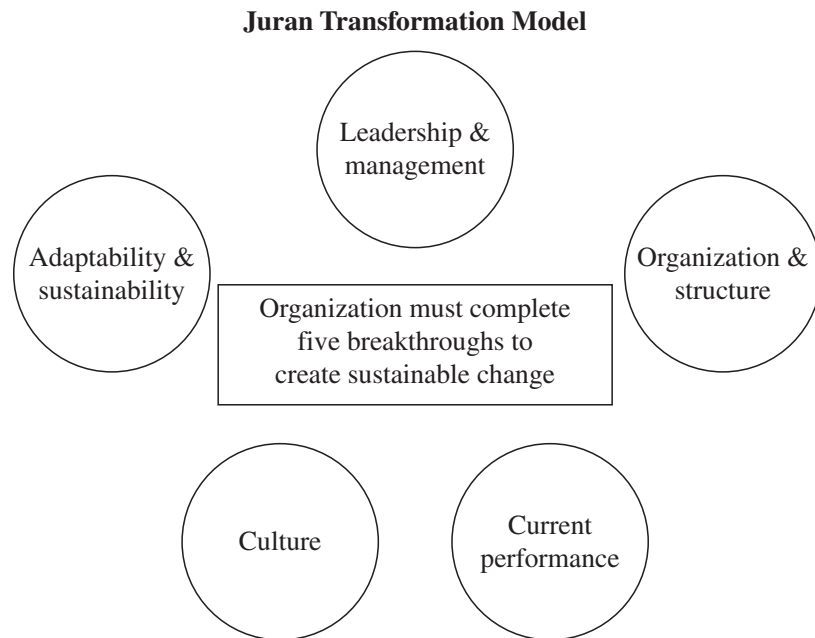 Juran Transformation Model
Leadership &
management
Adaptability &
sustainability
Organization &
structure
Organization must complete
five breakthroughs to
create sustainable change
Culture
Current
performance